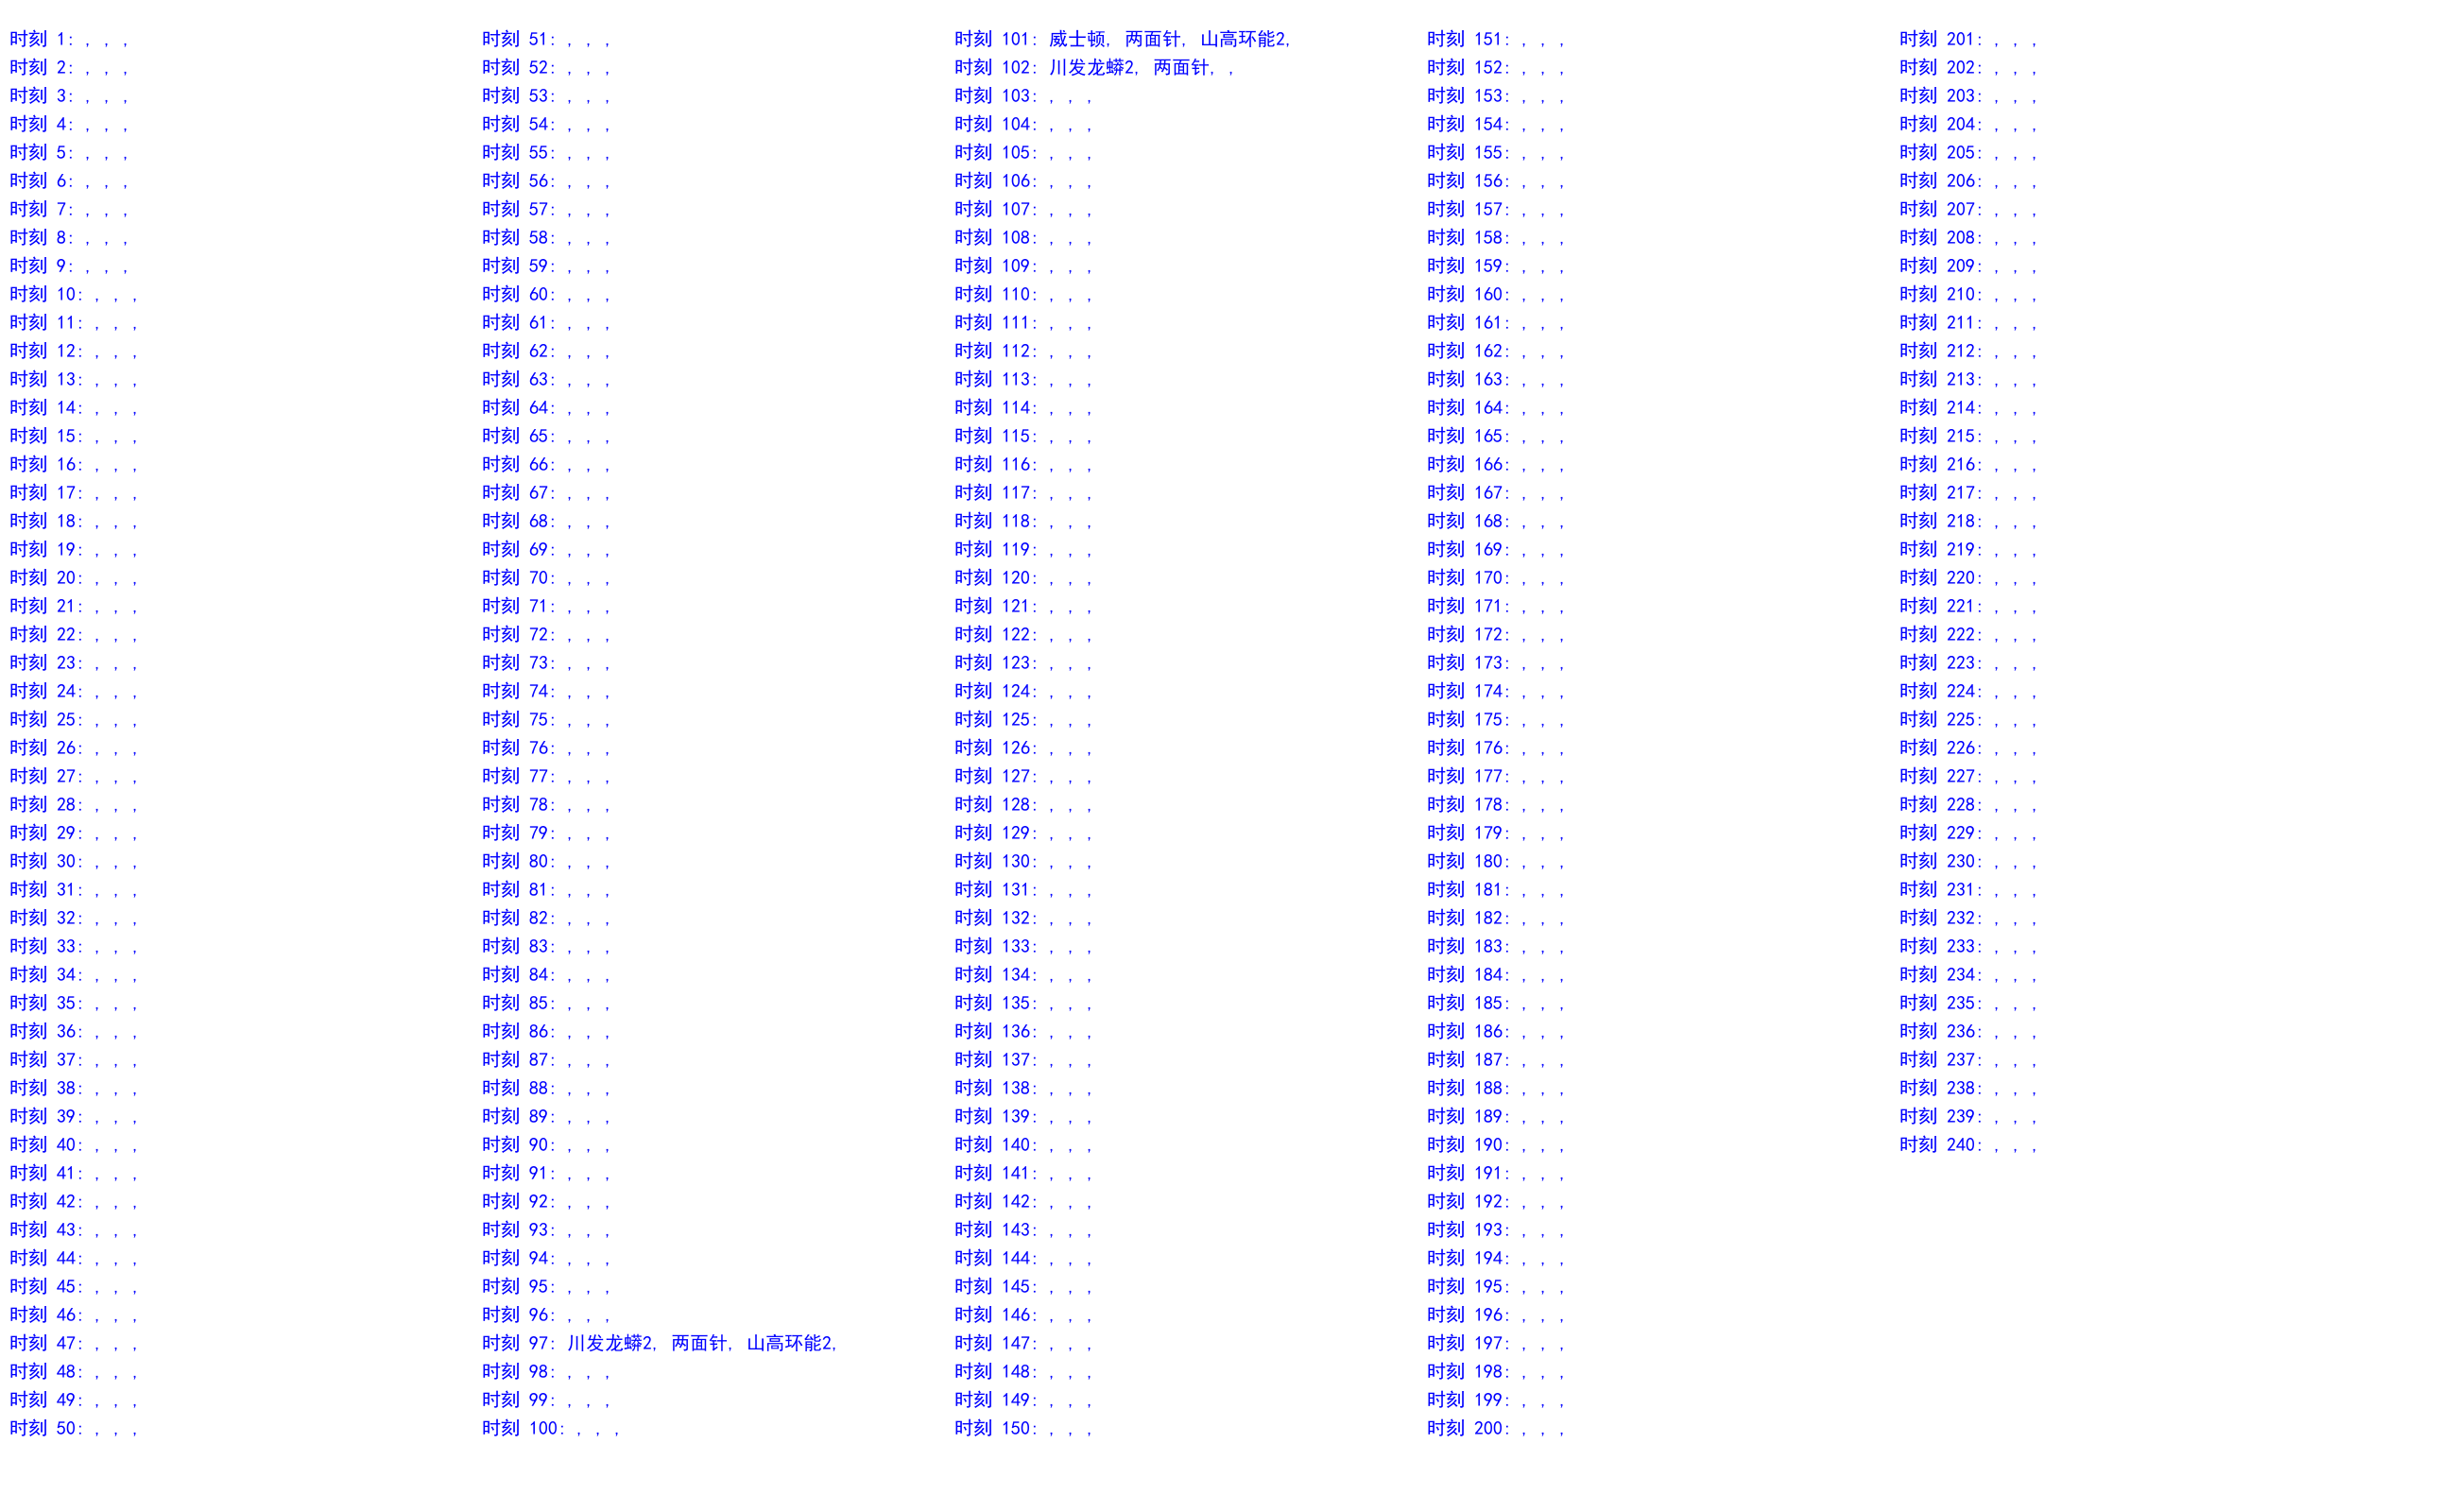 时刻 1: , , ,
时刻 2: , , ,
时刻 3: , , ,
时刻 4: , , ,
时刻 5: , , ,
时刻 6: , , ,
时刻 7: , , ,
时刻 8: , , ,
时刻 9: , , ,
时刻 10: , , ,
时刻 11: , , ,
时刻 12: , , ,
时刻 13: , , ,
时刻 14: , , ,
时刻 15: , , ,
时刻 16: , , ,
时刻 17: , , ,
时刻 18: , , ,
时刻 19: , , ,
时刻 20: , , ,
时刻 21: , , ,
时刻 22: , , ,
时刻 23: , , ,
时刻 24: , , ,
时刻 25: , , ,
时刻 26: , , ,
时刻 27: , , ,
时刻 28: , , ,
时刻 29: , , ,
时刻 30: , , ,
时刻 31: , , ,
时刻 32: , , ,
时刻 33: , , ,
时刻 34: , , ,
时刻 35: , , ,
时刻 36: , , ,
时刻 37: , , ,
时刻 38: , , ,
时刻 39: , , ,
时刻 40: , , ,
时刻 41: , , ,
时刻 42: , , ,
时刻 43: , , ,
时刻 44: , , ,
时刻 45: , , ,
时刻 46: , , ,
时刻 47: , , ,
时刻 48: , , ,
时刻 49: , , ,
时刻 50: , , ,
时刻 51: , , ,
时刻 52: , , ,
时刻 53: , , ,
时刻 54: , , ,
时刻 55: , , ,
时刻 56: , , ,
时刻 57: , , ,
时刻 58: , , ,
时刻 59: , , ,
时刻 60: , , ,
时刻 61: , , ,
时刻 62: , , ,
时刻 63: , , ,
时刻 64: , , ,
时刻 65: , , ,
时刻 66: , , ,
时刻 67: , , ,
时刻 68: , , ,
时刻 69: , , ,
时刻 70: , , ,
时刻 71: , , ,
时刻 72: , , ,
时刻 73: , , ,
时刻 74: , , ,
时刻 75: , , ,
时刻 76: , , ,
时刻 77: , , ,
时刻 78: , , ,
时刻 79: , , ,
时刻 80: , , ,
时刻 81: , , ,
时刻 82: , , ,
时刻 83: , , ,
时刻 84: , , ,
时刻 85: , , ,
时刻 86: , , ,
时刻 87: , , ,
时刻 88: , , ,
时刻 89: , , ,
时刻 90: , , ,
时刻 91: , , ,
时刻 92: , , ,
时刻 93: , , ,
时刻 94: , , ,
时刻 95: , , ,
时刻 96: , , ,
时刻 97: 川发龙蟒2, 两面针, 山高环能2,
时刻 98: , , ,
时刻 99: , , ,
时刻 100: , , ,
时刻 101: 威士顿, 两面针, 山高环能2,
时刻 102: 川发龙蟒2, 两面针, ,
时刻 103: , , ,
时刻 104: , , ,
时刻 105: , , ,
时刻 106: , , ,
时刻 107: , , ,
时刻 108: , , ,
时刻 109: , , ,
时刻 110: , , ,
时刻 111: , , ,
时刻 112: , , ,
时刻 113: , , ,
时刻 114: , , ,
时刻 115: , , ,
时刻 116: , , ,
时刻 117: , , ,
时刻 118: , , ,
时刻 119: , , ,
时刻 120: , , ,
时刻 121: , , ,
时刻 122: , , ,
时刻 123: , , ,
时刻 124: , , ,
时刻 125: , , ,
时刻 126: , , ,
时刻 127: , , ,
时刻 128: , , ,
时刻 129: , , ,
时刻 130: , , ,
时刻 131: , , ,
时刻 132: , , ,
时刻 133: , , ,
时刻 134: , , ,
时刻 135: , , ,
时刻 136: , , ,
时刻 137: , , ,
时刻 138: , , ,
时刻 139: , , ,
时刻 140: , , ,
时刻 141: , , ,
时刻 142: , , ,
时刻 143: , , ,
时刻 144: , , ,
时刻 145: , , ,
时刻 146: , , ,
时刻 147: , , ,
时刻 148: , , ,
时刻 149: , , ,
时刻 150: , , ,
时刻 151: , , ,
时刻 152: , , ,
时刻 153: , , ,
时刻 154: , , ,
时刻 155: , , ,
时刻 156: , , ,
时刻 157: , , ,
时刻 158: , , ,
时刻 159: , , ,
时刻 160: , , ,
时刻 161: , , ,
时刻 162: , , ,
时刻 163: , , ,
时刻 164: , , ,
时刻 165: , , ,
时刻 166: , , ,
时刻 167: , , ,
时刻 168: , , ,
时刻 169: , , ,
时刻 170: , , ,
时刻 171: , , ,
时刻 172: , , ,
时刻 173: , , ,
时刻 174: , , ,
时刻 175: , , ,
时刻 176: , , ,
时刻 177: , , ,
时刻 178: , , ,
时刻 179: , , ,
时刻 180: , , ,
时刻 181: , , ,
时刻 182: , , ,
时刻 183: , , ,
时刻 184: , , ,
时刻 185: , , ,
时刻 186: , , ,
时刻 187: , , ,
时刻 188: , , ,
时刻 189: , , ,
时刻 190: , , ,
时刻 191: , , ,
时刻 192: , , ,
时刻 193: , , ,
时刻 194: , , ,
时刻 195: , , ,
时刻 196: , , ,
时刻 197: , , ,
时刻 198: , , ,
时刻 199: , , ,
时刻 200: , , ,
时刻 201: , , ,
时刻 202: , , ,
时刻 203: , , ,
时刻 204: , , ,
时刻 205: , , ,
时刻 206: , , ,
时刻 207: , , ,
时刻 208: , , ,
时刻 209: , , ,
时刻 210: , , ,
时刻 211: , , ,
时刻 212: , , ,
时刻 213: , , ,
时刻 214: , , ,
时刻 215: , , ,
时刻 216: , , ,
时刻 217: , , ,
时刻 218: , , ,
时刻 219: , , ,
时刻 220: , , ,
时刻 221: , , ,
时刻 222: , , ,
时刻 223: , , ,
时刻 224: , , ,
时刻 225: , , ,
时刻 226: , , ,
时刻 227: , , ,
时刻 228: , , ,
时刻 229: , , ,
时刻 230: , , ,
时刻 231: , , ,
时刻 232: , , ,
时刻 233: , , ,
时刻 234: , , ,
时刻 235: , , ,
时刻 236: , , ,
时刻 237: , , ,
时刻 238: , , ,
时刻 239: , , ,
时刻 240: , , ,